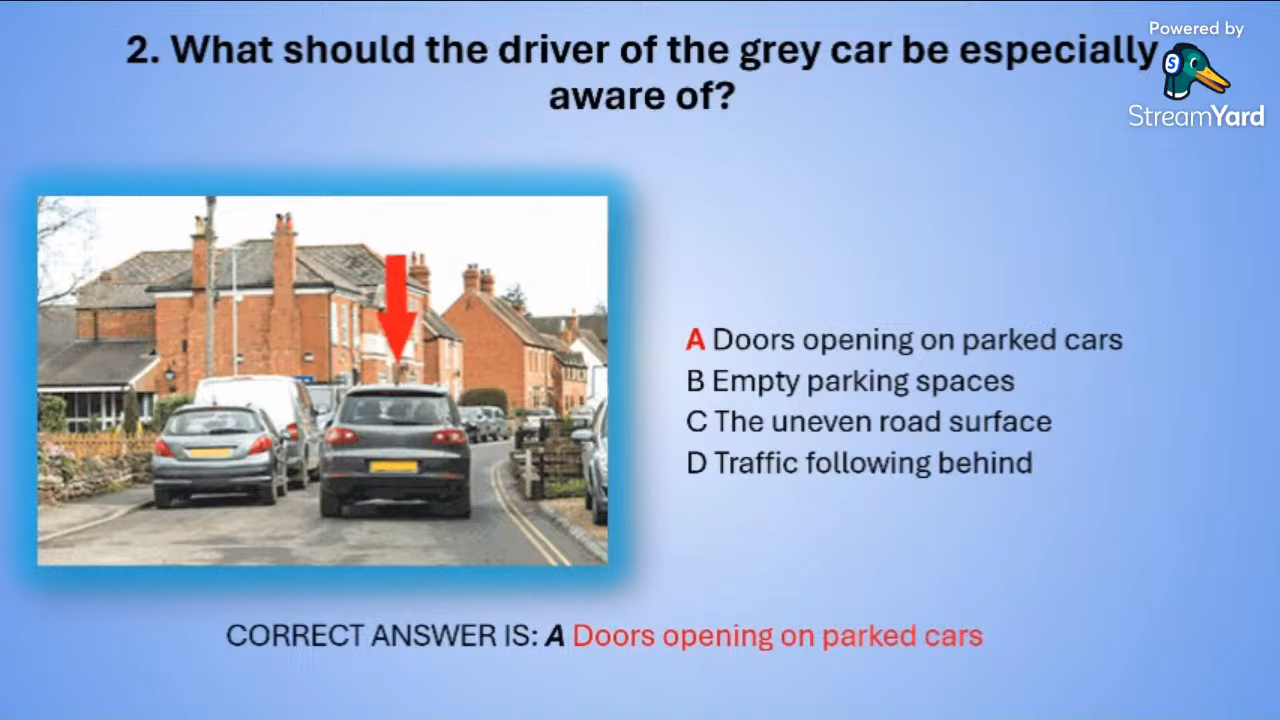 Powered by
StreamYard
2. What should the driver of the grey car be especially
aware of?
A Doors opening on parked cars
B Empty parking spaces
C The uneven road surface
D Traffic following behind
CORRECT ANSWER IS: A Doors opening on parked cars